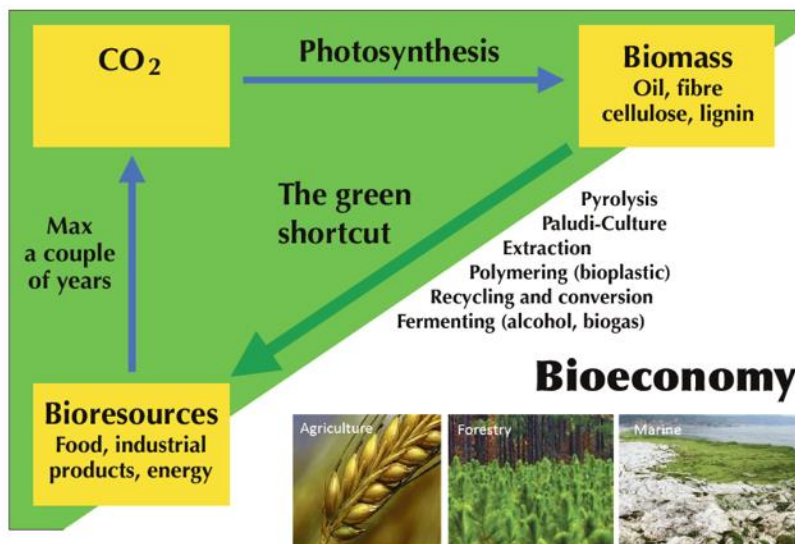 CO₂
Photosynthesis
Biomass
Oil, fibre
cellulose, lignin
The green
shortcut
Max
a couple
of years
Pyrolysis
Paludi-Culture
Extraction
Polymering (bioplastic)
Recycling and conversion
Fermenting (alcohol, biogas)
Bioresources
Food, industrial
products, energy
Bioeconomy
Agriculture
Forestry
Marine